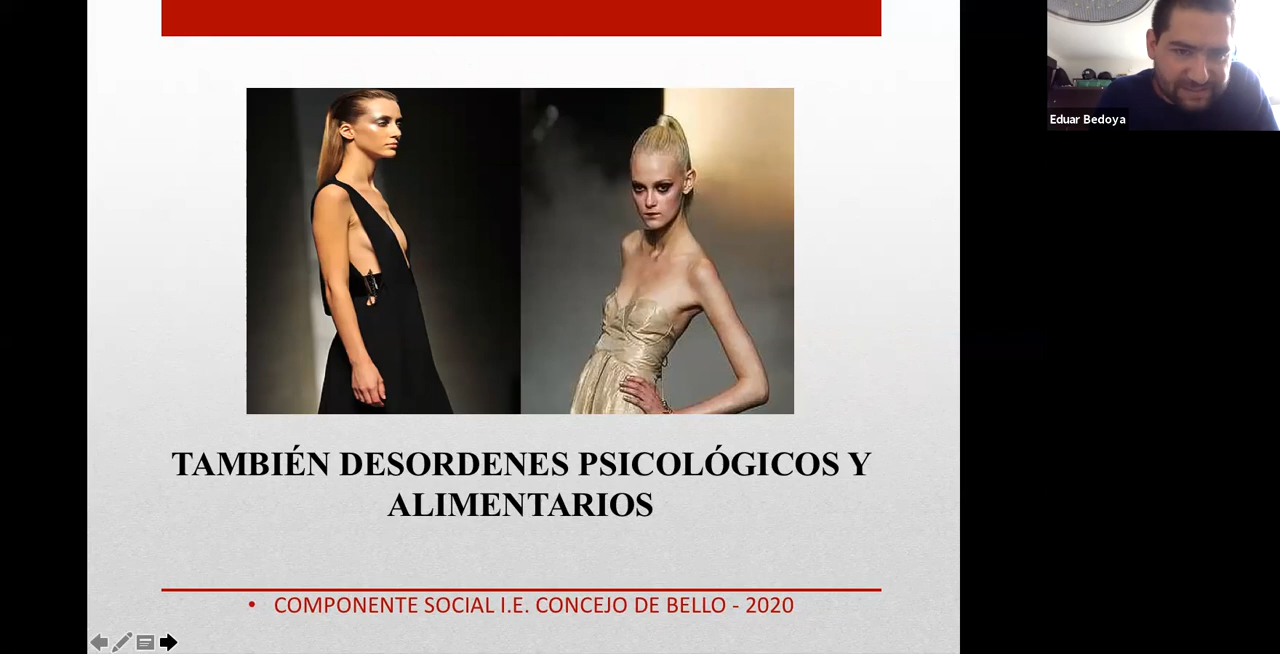 Eduar Bedoya
TAMBIÉN DESORDENES PSICOLÓGICOS Y
ALIMENTARIOS
• COMPONENTE SOCIAL I.E. CONCEJO DE BELLO - 2020